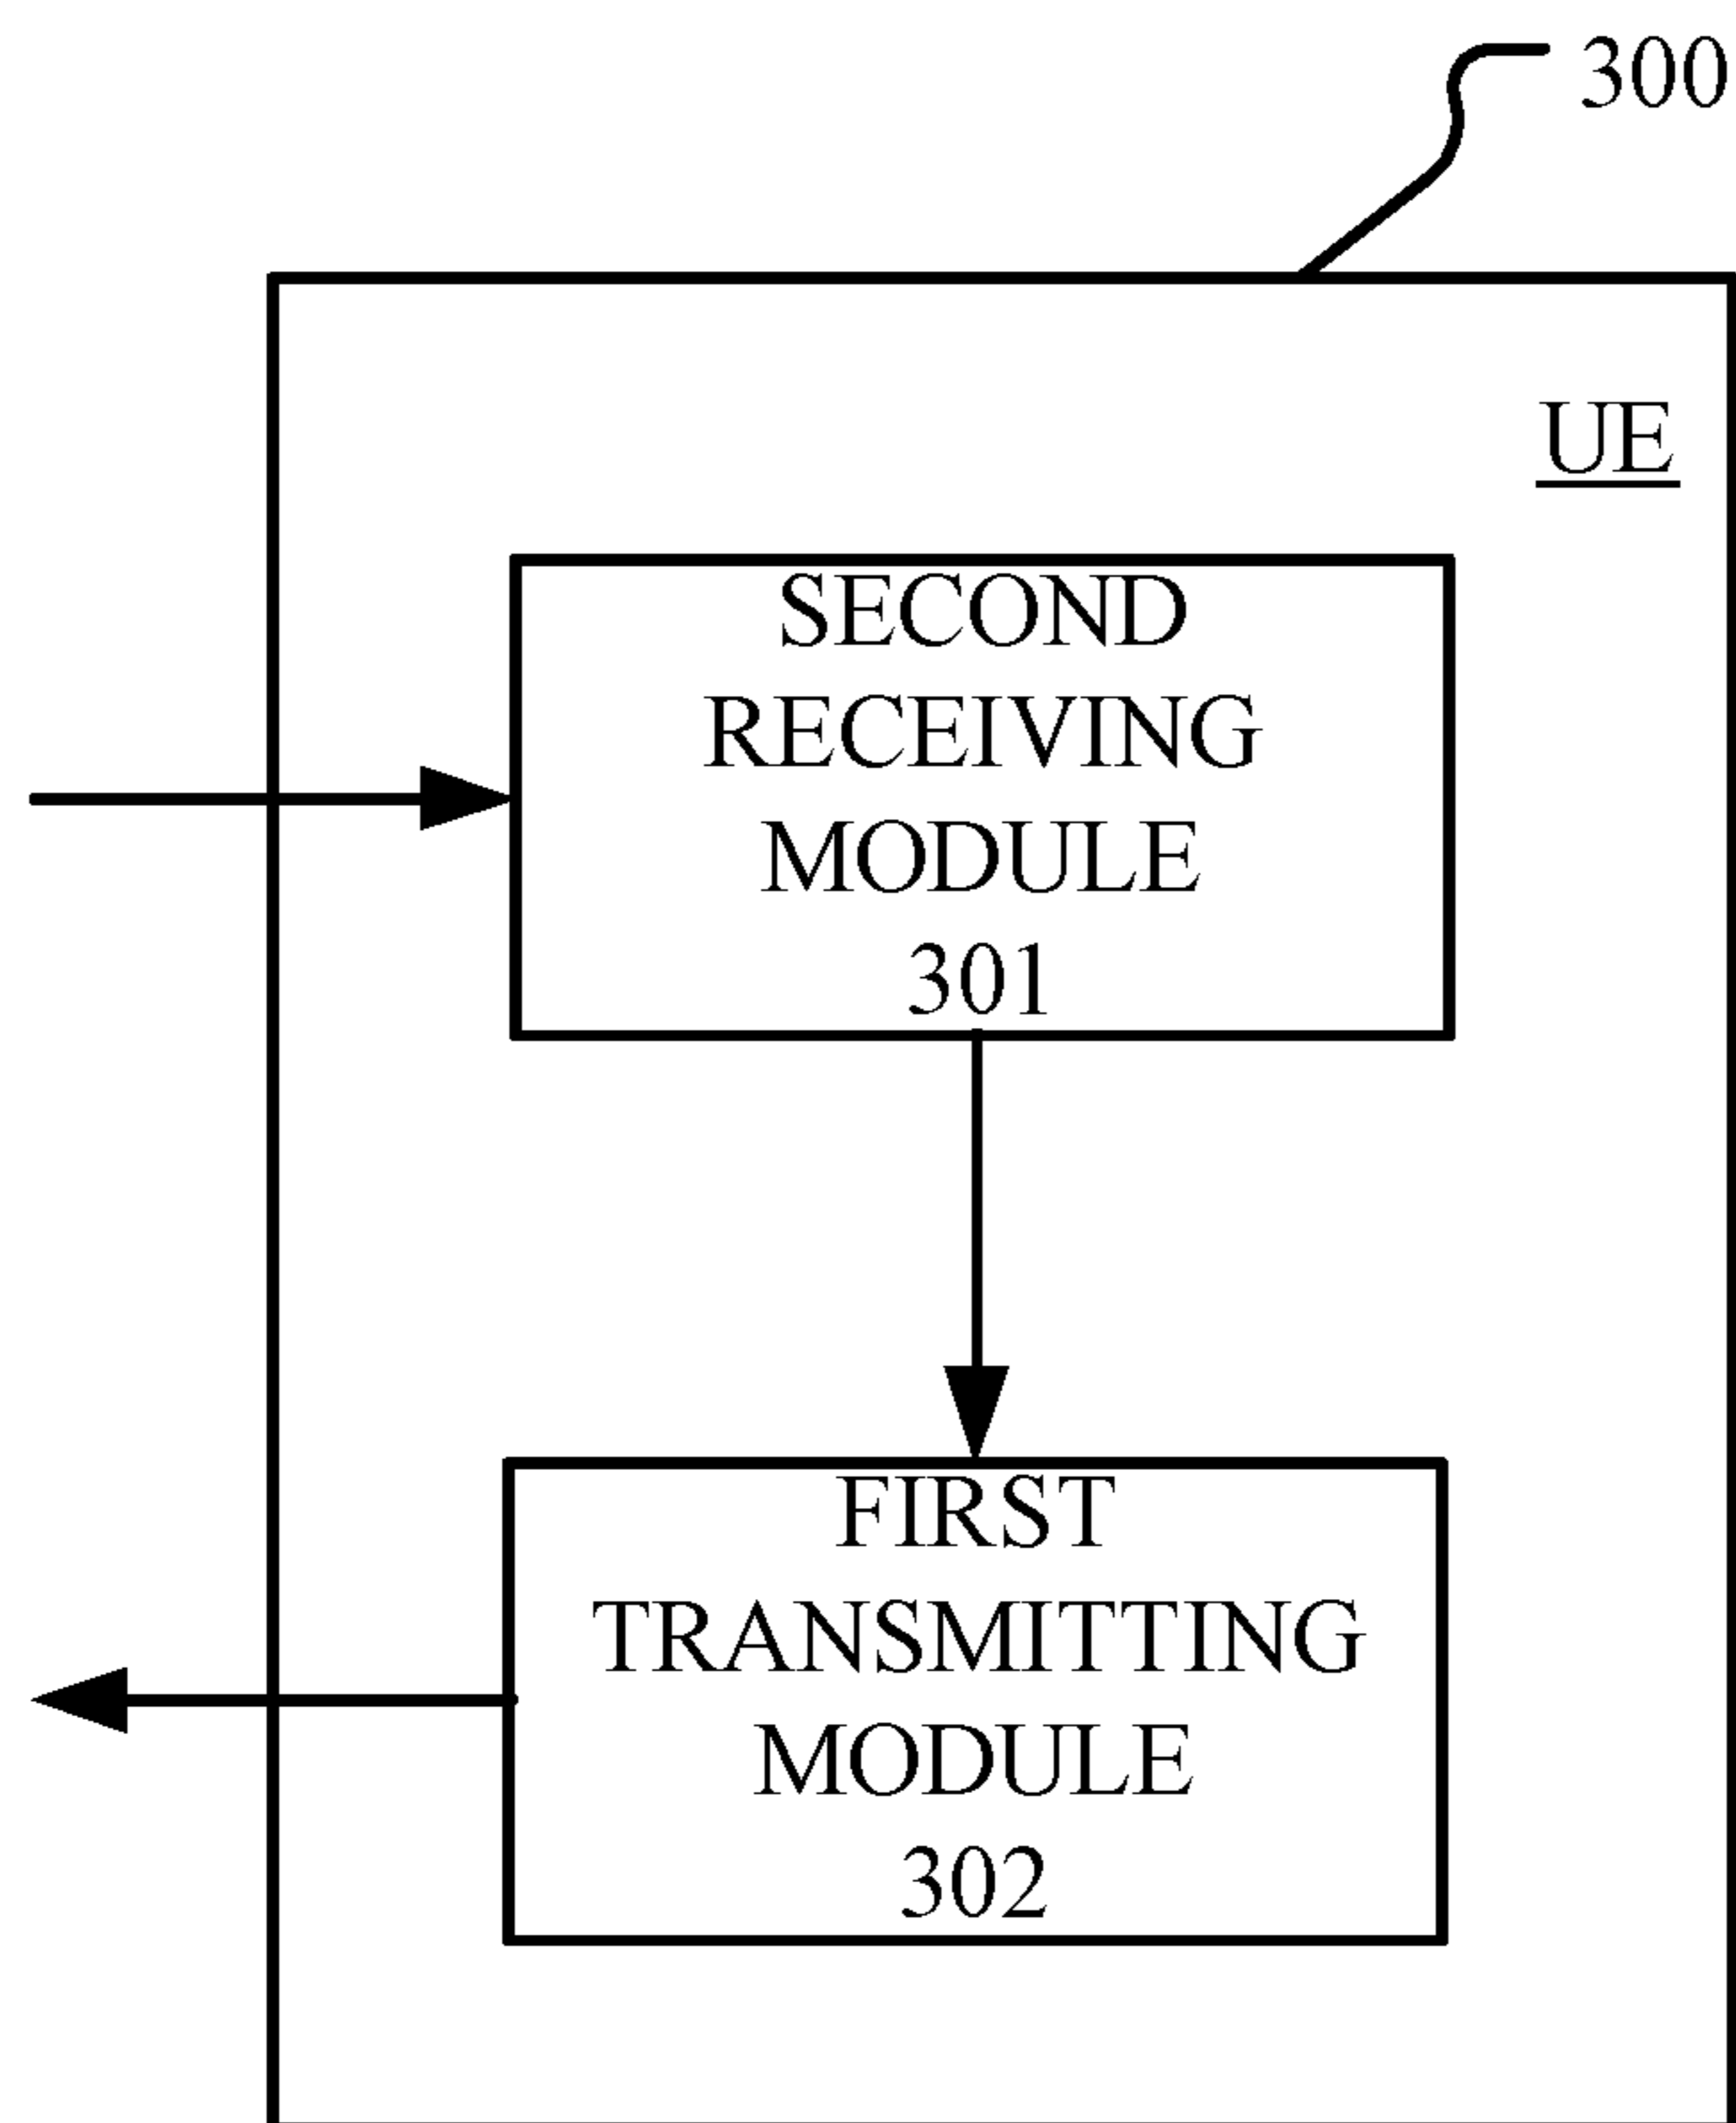 300
UE
SECOND
RECEIVING
MODULE
301
FIRST
TRANSMITTING
MODULE
302